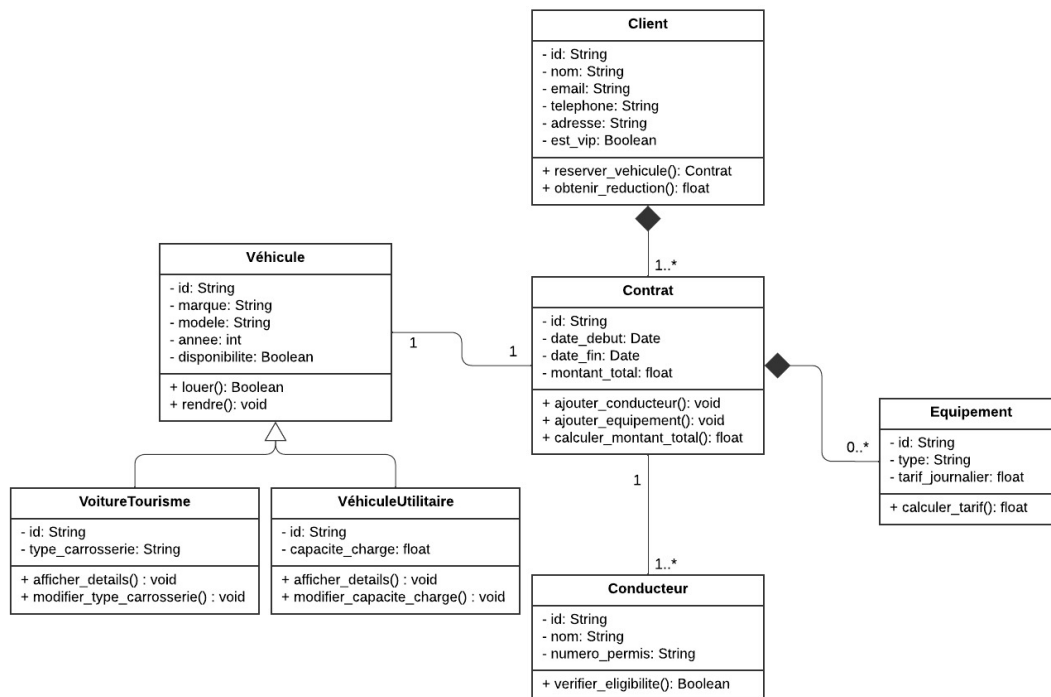 Client
- id: String
- nom: String
- email: String
- telephone: String
- adresse: String
- est_vip: Boolean
+ reserver_vehicule(): Contrat
+ obtenir_reduction(): float
1..*
Véhicule
- id: String
- marque: String
- modele: String
- annee: int
- disponibilite: Boolean
+ louer(): Boolean
+ rendre(): void
1
1
Contrat
- id: String
- date_debut: Date
- date_fin: Date
- montant_total: float
+ ajouter_conducteur(): void
+ ajouter_equipement(): void
+ calculer_montant_total(): float
0..*
Equipement
- id: String
- type: String
- tarif_journalier: float
+ calculer_tarif(): float
VoitureTourisme
- id: String
- type_carrosserie: String
+ afficher_details() : void
+ modifier_type_carrosserie() : void
VéhiculeUtilitaire
- id: String
- capacite_charge: float
+ afficher_details() : void
+ modifier_capacite_charge() : void
1
1..*
Conducteur
- id: String
- nom: String
- numero_permis: String
+ verifier_eligibilite(): Boolean